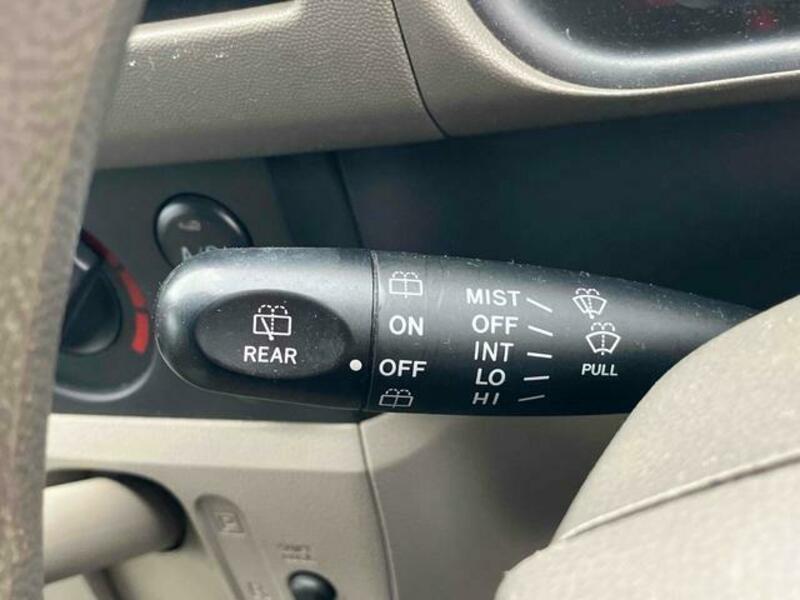 REAR
ON
OFF
MIST
OFF
INT
LO
HI
PULL
P